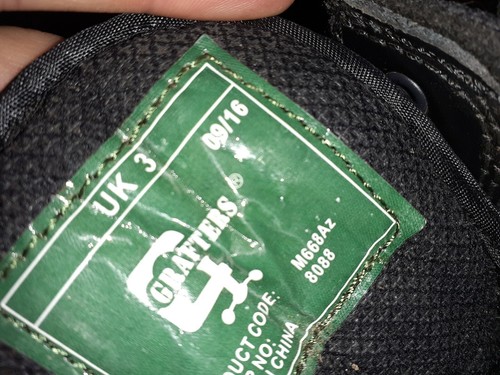 UK 3
09/16
GRAFTERS®
UCT CODE: M668Az
NO: 8088
CHINA